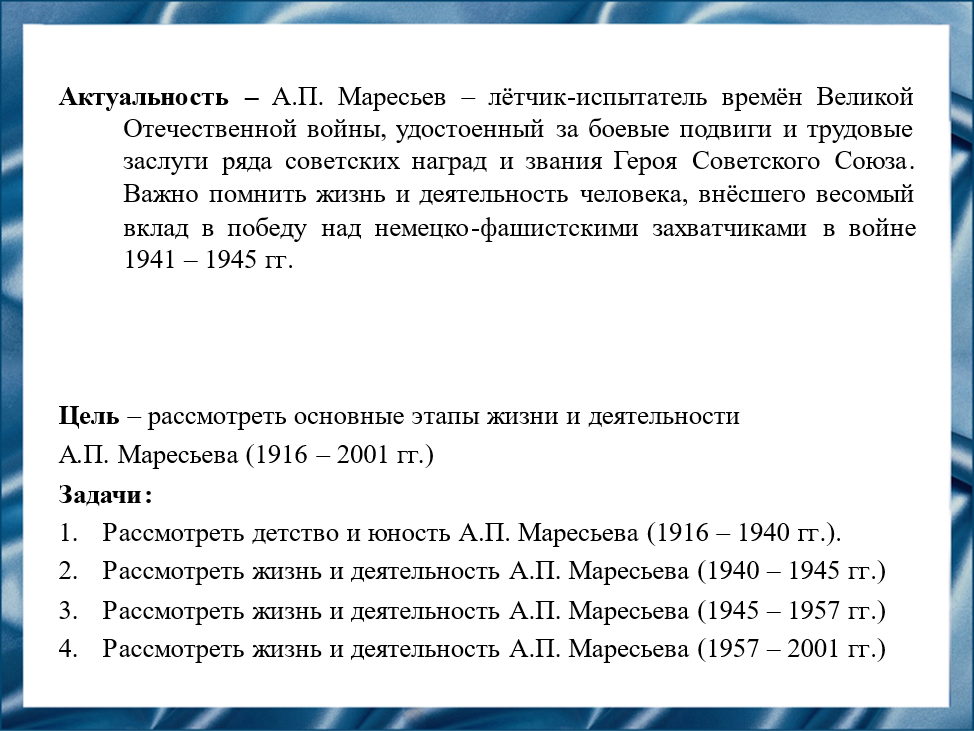 Актуальность – А.П. Маресьев – лётчик-испытатель времён Великой
Отечественной войны, удостоенный за боевые подвиги и трудовые
заслуги ряда советских наград и звания Героя Советского Союза.
Важно помнить жизнь и деятельность человека, внёсшего весомый
вклад в победу над немецко-фашистскими захватчиками в войне
1941 – 1945 гг.
Цель – рассмотреть основные этапы жизни и деятельности
А.П. Маресьева (1916 – 2001 гг.)
Задачи:
1. Рассмотреть детство и юность А.П. Маресьева (1916 – 1940 гг.).
2. Рассмотреть жизнь и деятельность А.П. Маресьева (1940 – 1945 гг.)
3. Рассмотреть жизнь и деятельность А.П. Маресьева (1945 – 1957 гг.)
4. Рассмотреть жизнь и деятельность А.П. Маресьева (1957 – 2001 гг.)